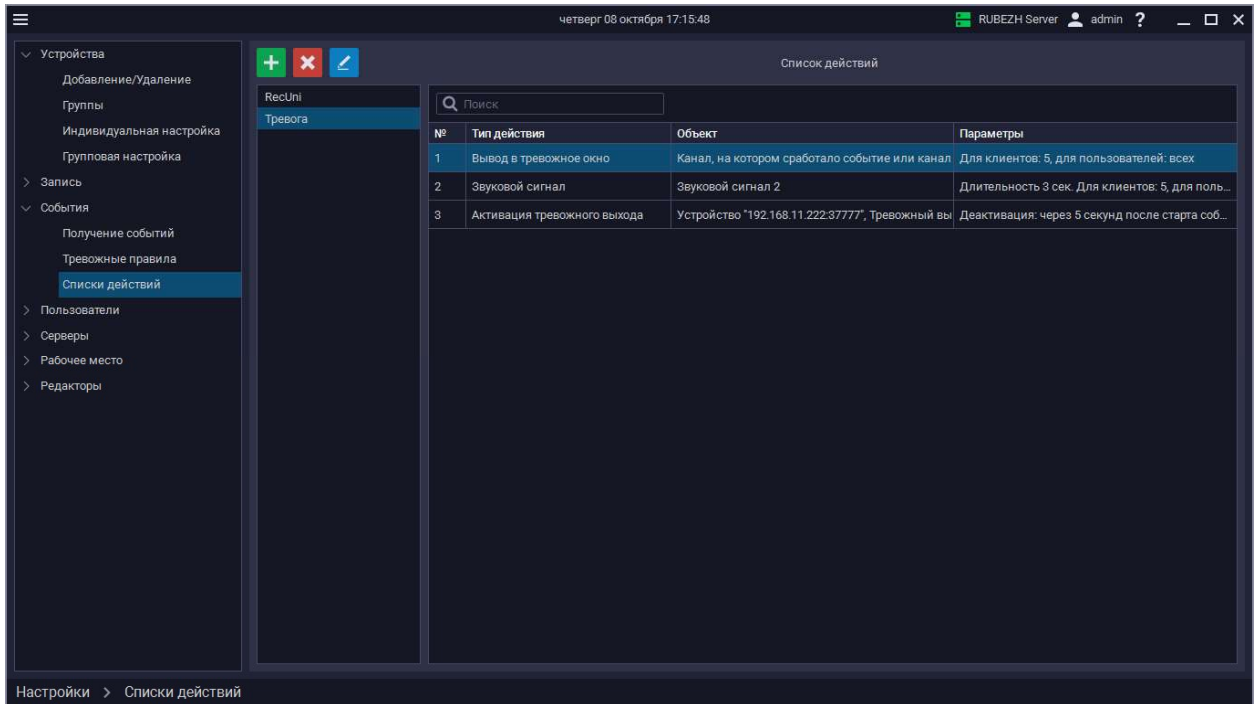 четверг 08 октября 17:15:48
RUBEZH Server admin ?
Устройства
Добавление/Удаление
Группы
Индивидуальная настройка
Групповая настройка
Запись
События
Получение событий
Тревожные правила
Списки действий
Пользователи
Серверы
Рабочее место
Редакторы
Список действий
RecUni
Тревога
Поиск
№ Тип действия Объект Параметры
1 Вывод в тревожное окно Канал, на котором сработало событие или канал Для клиентов: 5, для пользователей: всех
2 Звуковой сигнал Звуковой сигнал 2 Длительность 3 сек. Для клиентов: 5, для поль...
3 Активация тревожного выхода Устройство "192.168.11.222:37777", Тревожный вы Деактивация: через 5 секунд после старта соб...
Настройки > Списки действий